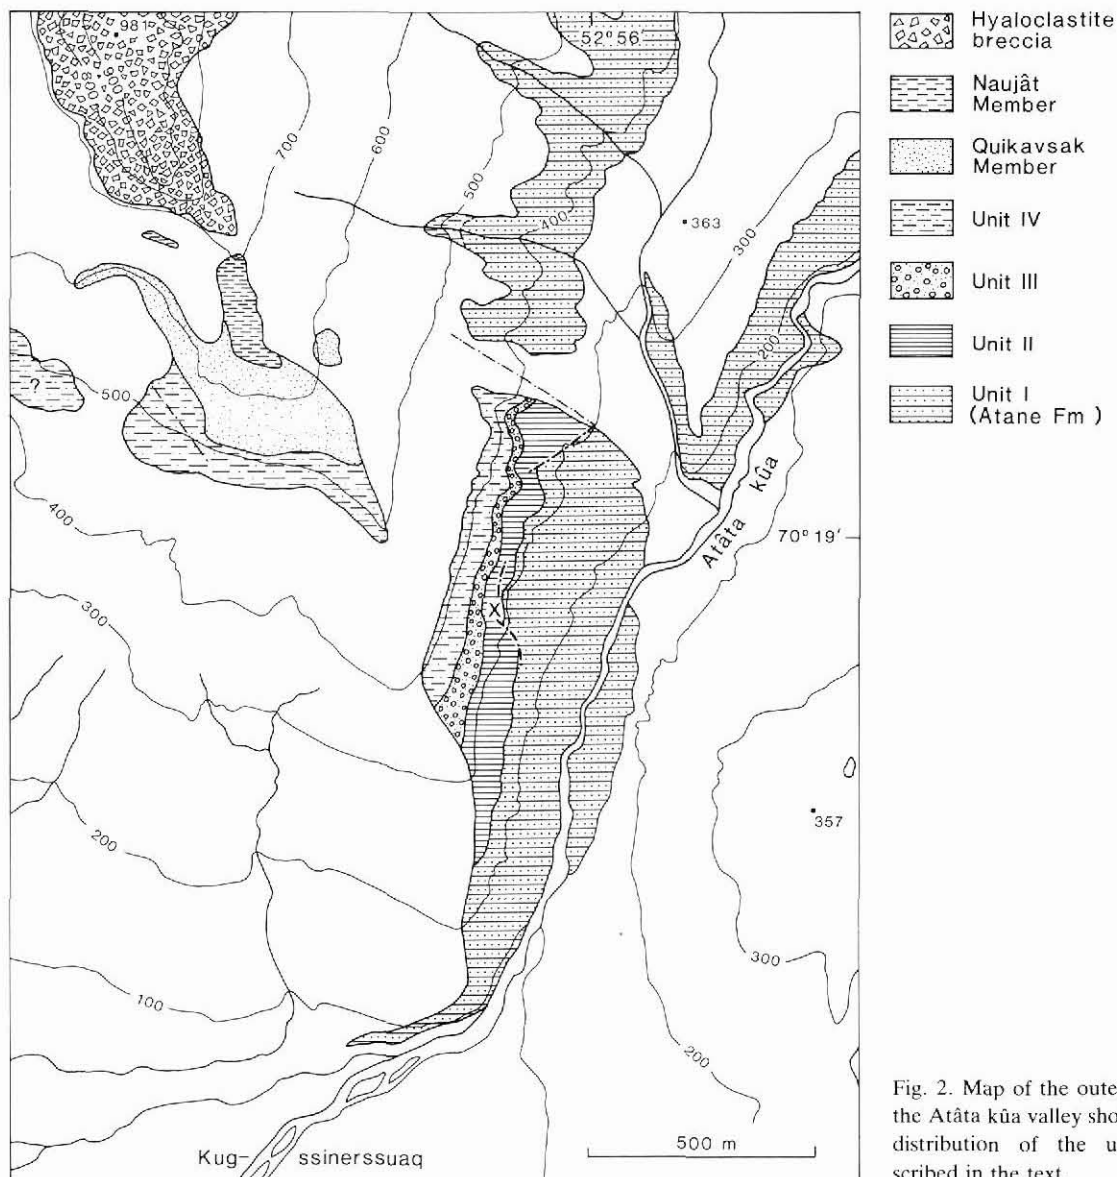 981
900
800
700
600
500
52°56
400
363
300
200
?
500
400
300
200
100
X
70°19'
Atâta kûa
357
300
200
Kug-ssinerssuaq
500 m
Hyaloclastite
breccia
Naujât
Member
Quikavsak
Member
Unit IV
Unit III
Unit II
Unit I
(Atane Fm )
Fig. 2. Map of the oute
the Atâta kûa valley sho
distribution of the u
scribed in the text.